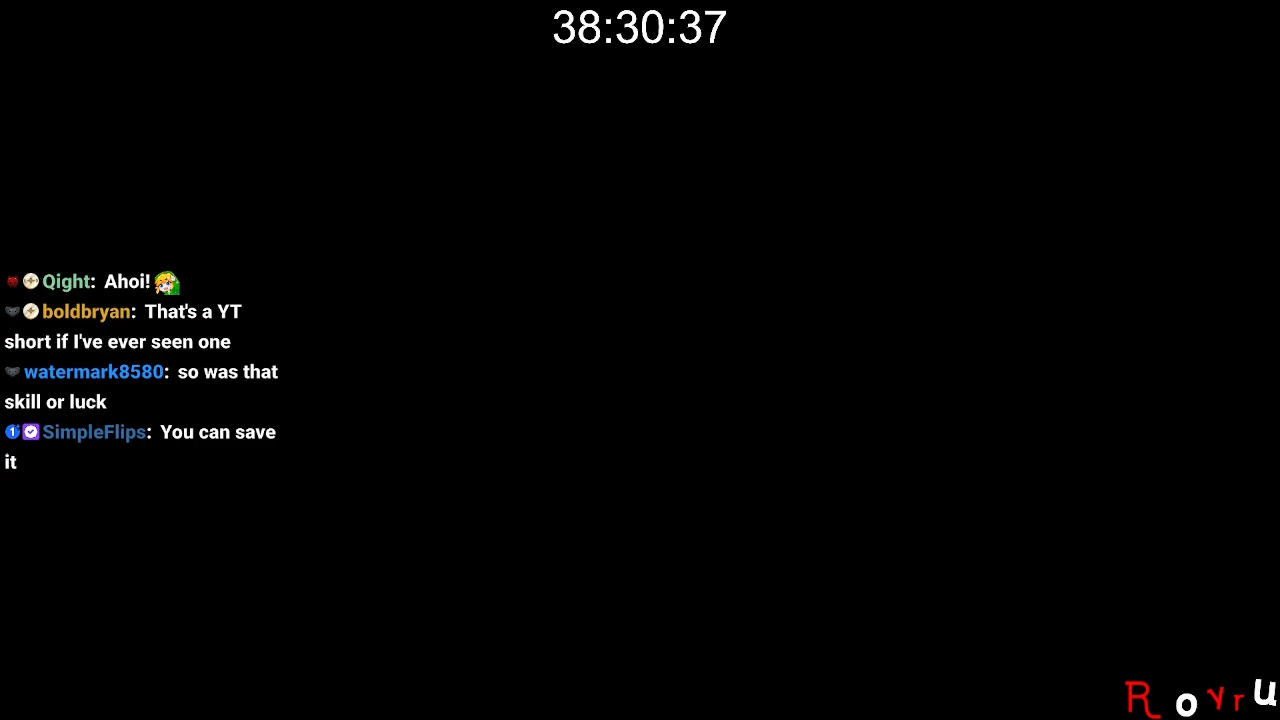 38:30:37
Qight: Ahoi!
boldbryan: That's a YT
short if I've ever seen one
watermark8580: so was that
skill or luck
SimpleFlips: You can save
it
Royru